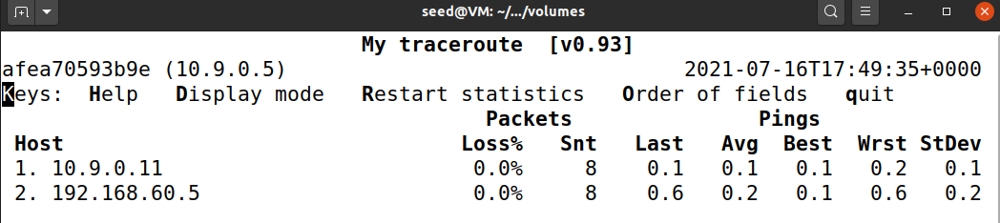 seed@VM: ~/.../volumes
My traceroute [v0.93]
afea70593b9e (10.9.0.5) 2021-07-16T17:49:35+0000
Keys: Help Display mode Restart statistics Order of fields quit
Packets Pings
Host Loss% Snt Last Avg Best Wrst StDev
1. 10.9.0.11 0.0% 8 0.1 0.1 0.1 0.2 0.1
2. 192.168.60.5 0.0% 8 0.6 0.2 0.1 0.6 0.2